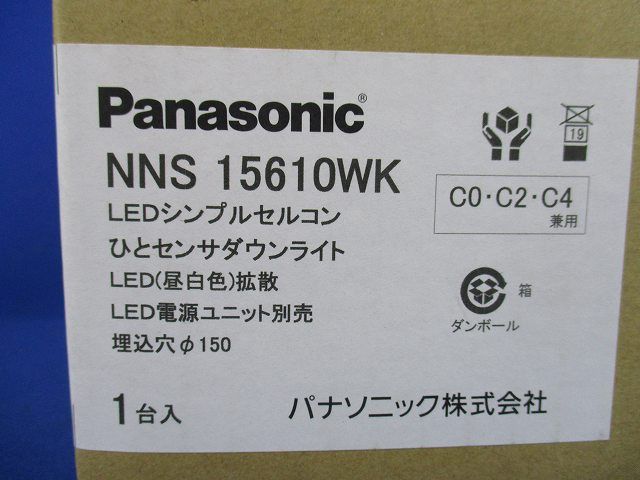 Panasonic®
NNS 15610WK
LEDシンプルセルコン
ひとセンサダウンライト
LED(昼白色)拡散
LED電源ユニット別売
埋込穴φ150
1台入
19
C0・C2・C4
兼用
箱
ダンボール
パナソニック株式会社